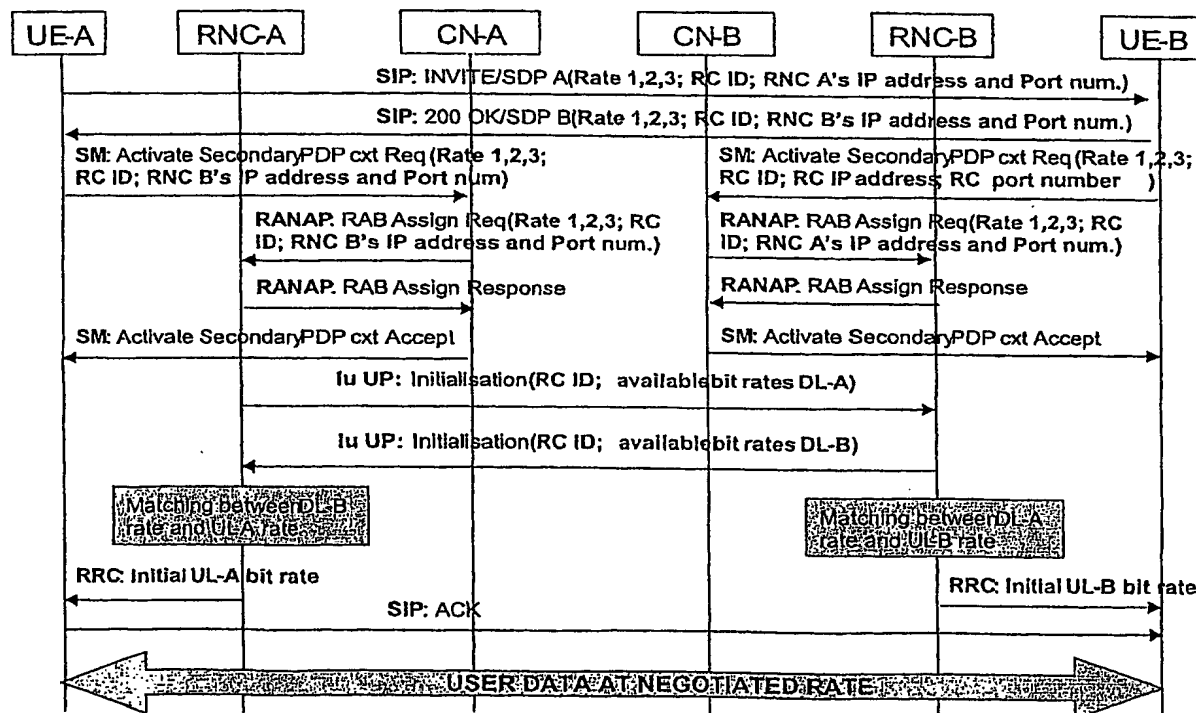 UE-A RNC-A CN-A CN-B RNC-B UE-B
SIP: INVITE/SDP A(Rate 1,2,3; RC ID; RNC A's IP address and Port num.)
SIP: 200 OK/SDP B(Rate 1,2,3; RC ID; RNC B's IP address and Port num.)
SM: Activate SecondaryPDP cxt Req(Rate 1,2,3;
RC ID; RNC B's IP address and Port num)
SM: Activate SecondaryPDP cxt Req(Rate 1,2,3;
RC ID; RC IP address; RC port number )
RANAP: RAB Assign Req(Rate 1,2,3; RC
ID; RNC B's IP address and Port num.)
RANAP: RAB Assign Req(Rate 1,2,3; RC
ID; RNC A's IP address and Port num.)
RANAP: RAB Assign Response
RANAP: RAB Assign Response
SM: Activate SecondaryPDP cxt Accept
SM: Activate SecondaryPDP cxt Accept
Iu UP: Initialisation(RC ID; availablebit rates DL-A)
Iu UP: Initialisation(RC ID; availablebit rates DL-B)
Matching betweenDL-B
rate and UL-A rate
Matching betweenDL-A
rate and UL-B rate
RRC: Initial UL-A bit rate
RRC: Initial UL-B bit rate
SIP: ACK
USER DATA AT NEGOTIATED RATE